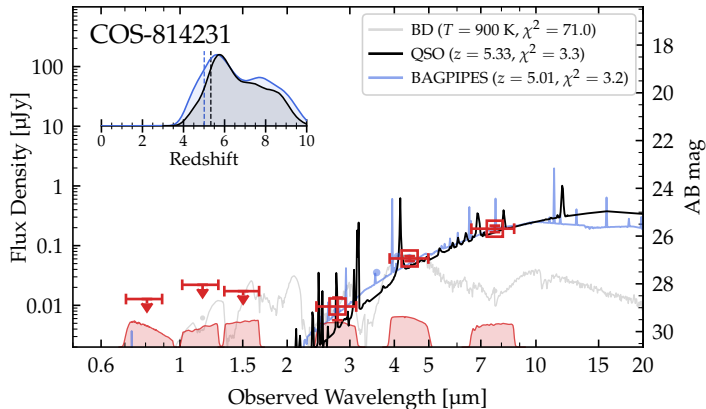 COS-814231
BD (T = 900 K, χ² = 71.0)
QSO (z = 5.33, χ² = 3.3)
BAGPIPES (z = 5.01, χ² = 3.2)
Flux Density [μJy]
100
10
1
0.1
0.01
0 2 4 6 8 10
Redshift
18
20
22
24
26
28
30
AB mag
0.6 1 1.5 2 3 4 5 6 7 8 10 15 20
Observed Wavelength [μm]